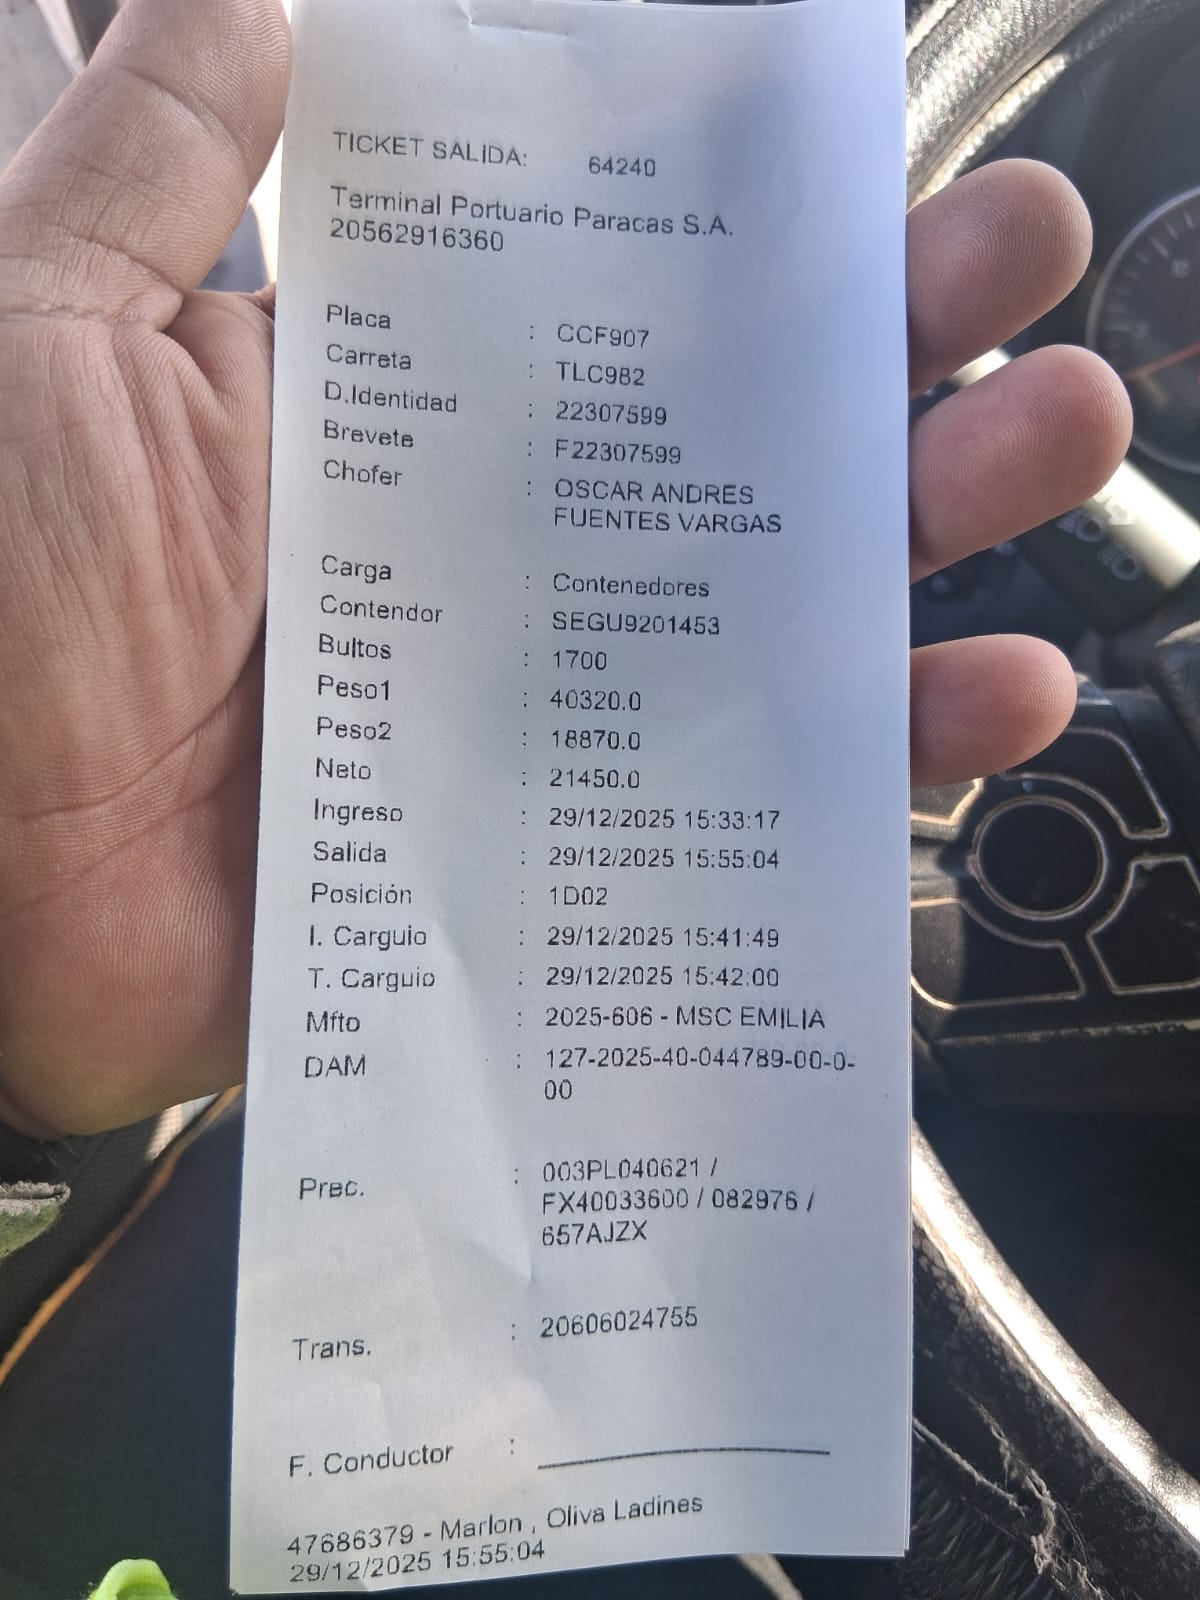 TICKET SALIDA: 64240
Terminal Portuario Paracas S.A.
20562916360
Placa : CCF907
Carreta : TLC982
D.Identidad : 22307599
Brevete : F22307599
Chofer : OSCAR ANDRES
FUENTES VARGAS
Carga : Contenedores
Contendor : SEGU9201453
Bultos : 1700
Peso1 : 40320.0
Peso2 : 18870.0
Neto : 21450.0
Ingreso : 29/12/2025 15:33:17
Salida : 29/12/2025 15:55:04
Posición : 1D02
I. Carguio : 29/12/2025 15:41:49
T. Carguio : 29/12/2025 15:42:00
Mfto : 2025-606 - MSC EMILIA
DAM : 127-2025-40-044789-00-0-
00
Prec. : 003PL040621 /
FX40033600 / 082976 /
657AJZX
Trans. : 20606024755
F. Conductor :
47686379 - Marlon , Oliva Ladines
29/12/2025 15:55:04